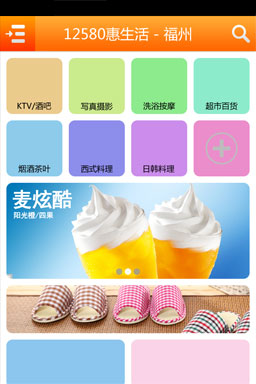 12580惠生活 - 福州
KTV/酒吧
写真摄影
洗浴按摩
超市百货
烟酒茶叶
西式料理
日韩料理
麦炫酷
阳光橙/四果